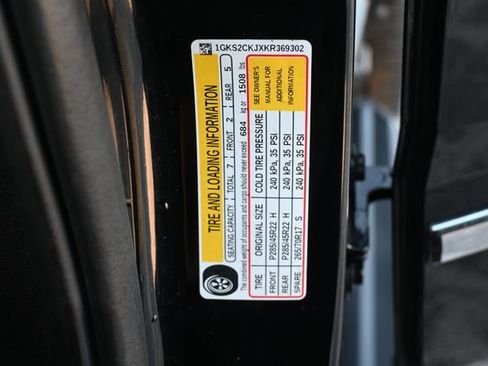 1GKS2CKJXKR369302
TIRE AND LOADING INFORMATION
SEATING CAPACITY TOTAL 7 FRONT 2 REAR 5
The combined weight of occupants and cargo should never exceed 684 kg or 1508 lbs
TIRE ORIGINAL SIZE COLD TIRE PRESSURE
FRONT P285/45R22 H 240 kPa, 35 PSI
REAR P285/45R22 H 240 kPa, 35 PSI
SPARE 265/70R17 S 240 kPa, 35 PSI
SEE OWNER'S
MANUAL FOR
ADDITIONAL
INFORMATION